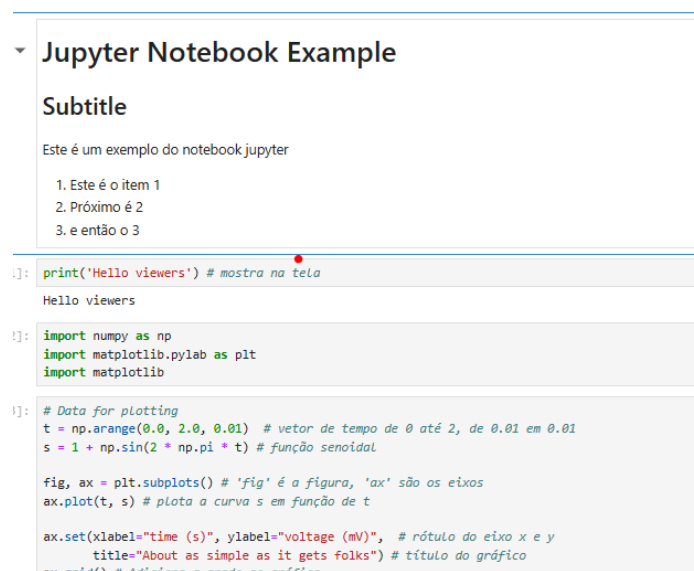 Jupyter Notebook Example
Subtitle
Este é um exemplo do notebook jupyter
1. Este é o item 1
2. Próximo é 2
3. e então o 3
]: print('Hello viewers') # mostra na tela
Hello viewers
2]: import numpy as np
import matplotlib.pylab as plt
import matplotlib
]: # Data for plotting
t = np.arange(0.0, 2.0, 0.01)  # vetor de tempo de 0 até 2, de 0.01 em 0.01
s = 1 + np.sin(2 * np.pi * t) # função senoidal
fig, ax = plt.subplots() # 'fig' é a figura, 'ax' são os eixos
ax.plot(t, s) # plota a curva s em função de t
ax.set(xlabel="time (s)", ylabel="voltage (mV)",  # rótulo do eixo x e y
title="About as simple as it gets folks") # título do gráfico